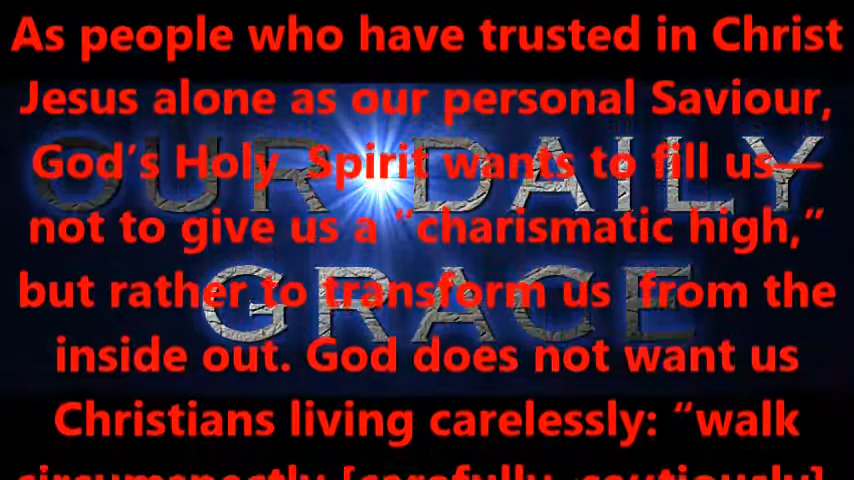 As people who have trusted in Christ
Jesus alone as our personal Saviour,
God’s Holy Spirit wants to fill us—
not to give us a “charismatic high,”
but rather to transform us from the
inside out. God does not want us
Christians living carelessly: “walk
circumspectly [carefully, cautiously],
OUR DAILY
GRACE